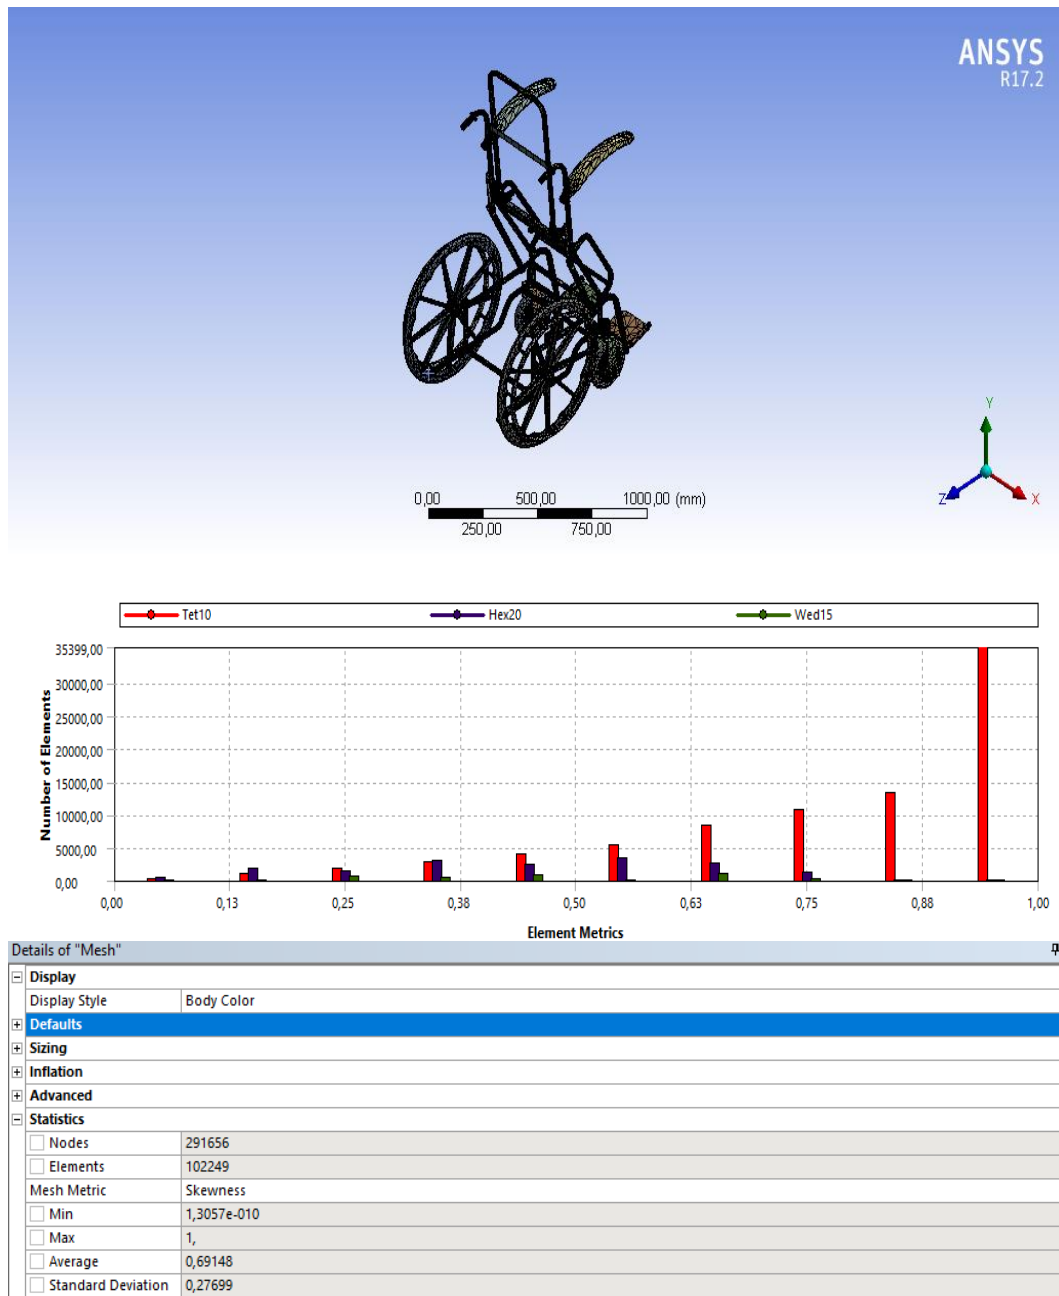 ANSYS
R17.2
Y
Z
X
0,00 500,00 1000,00 (mm)
250,00 750,00
Tet10 Hex20 Wed15
35399,00
30000,00
25000,00
20000,00
15000,00
10000,00
5000,00
0,00
Number of Elements
0,00 0,13 0,25 0,38 0,50 0,63 0,75 0,88 1,00
Element Metrics
Details of "Mesh"
Display
Display Style Body Color
Defaults
Sizing
Inflation
Advanced
Statistics
Nodes 291656
Elements 102249
Mesh Metric Skewness
Min 1,3057e-010
Max 1,
Average 0,69148
Standard Deviation 0,27699